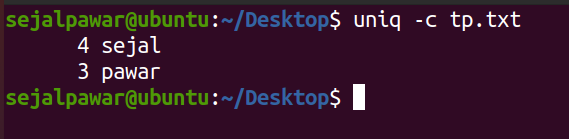 sejalpawar@ubuntu:~/Desktop$ uniq -c tp.txt
4 sejal
3 pawar
sejalpawar@ubuntu:~/Desktop$